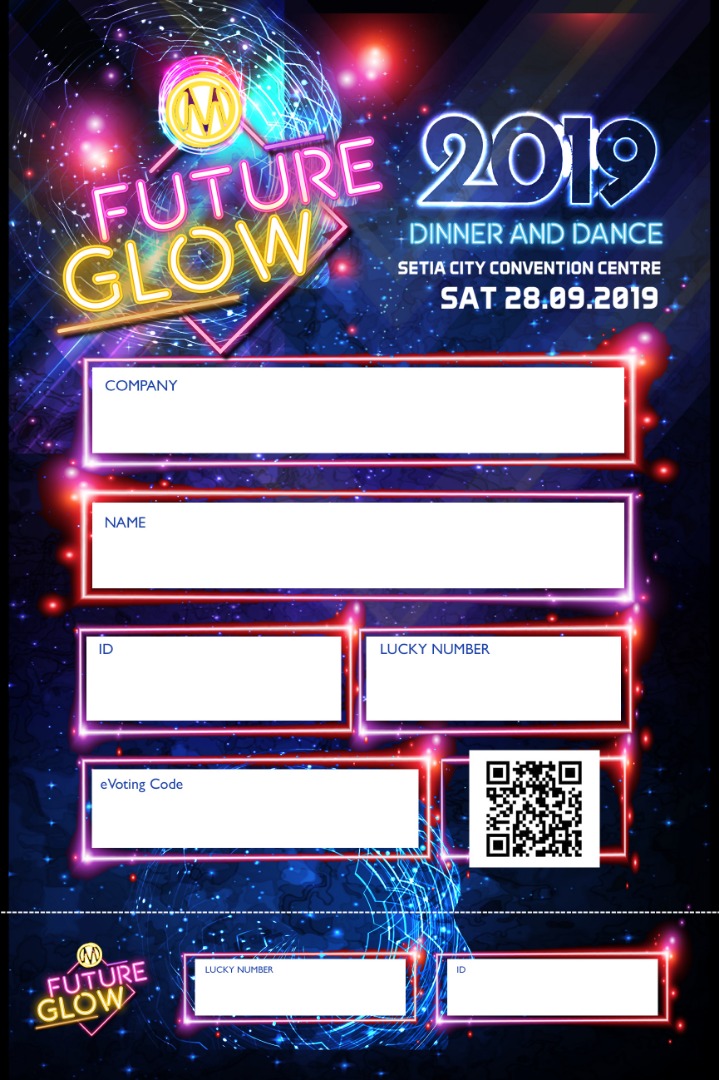 M
FUTURE
GLOW
2019
DINNER AND DANCE
SETIA CITY CONVENTION CENTRE
SAT 28.09.2019
COMPANY
NAME
ID
LUCKY NUMBER
eVoting Code
M
FUTURE
GLOW
LUCKY NUMBER
ID